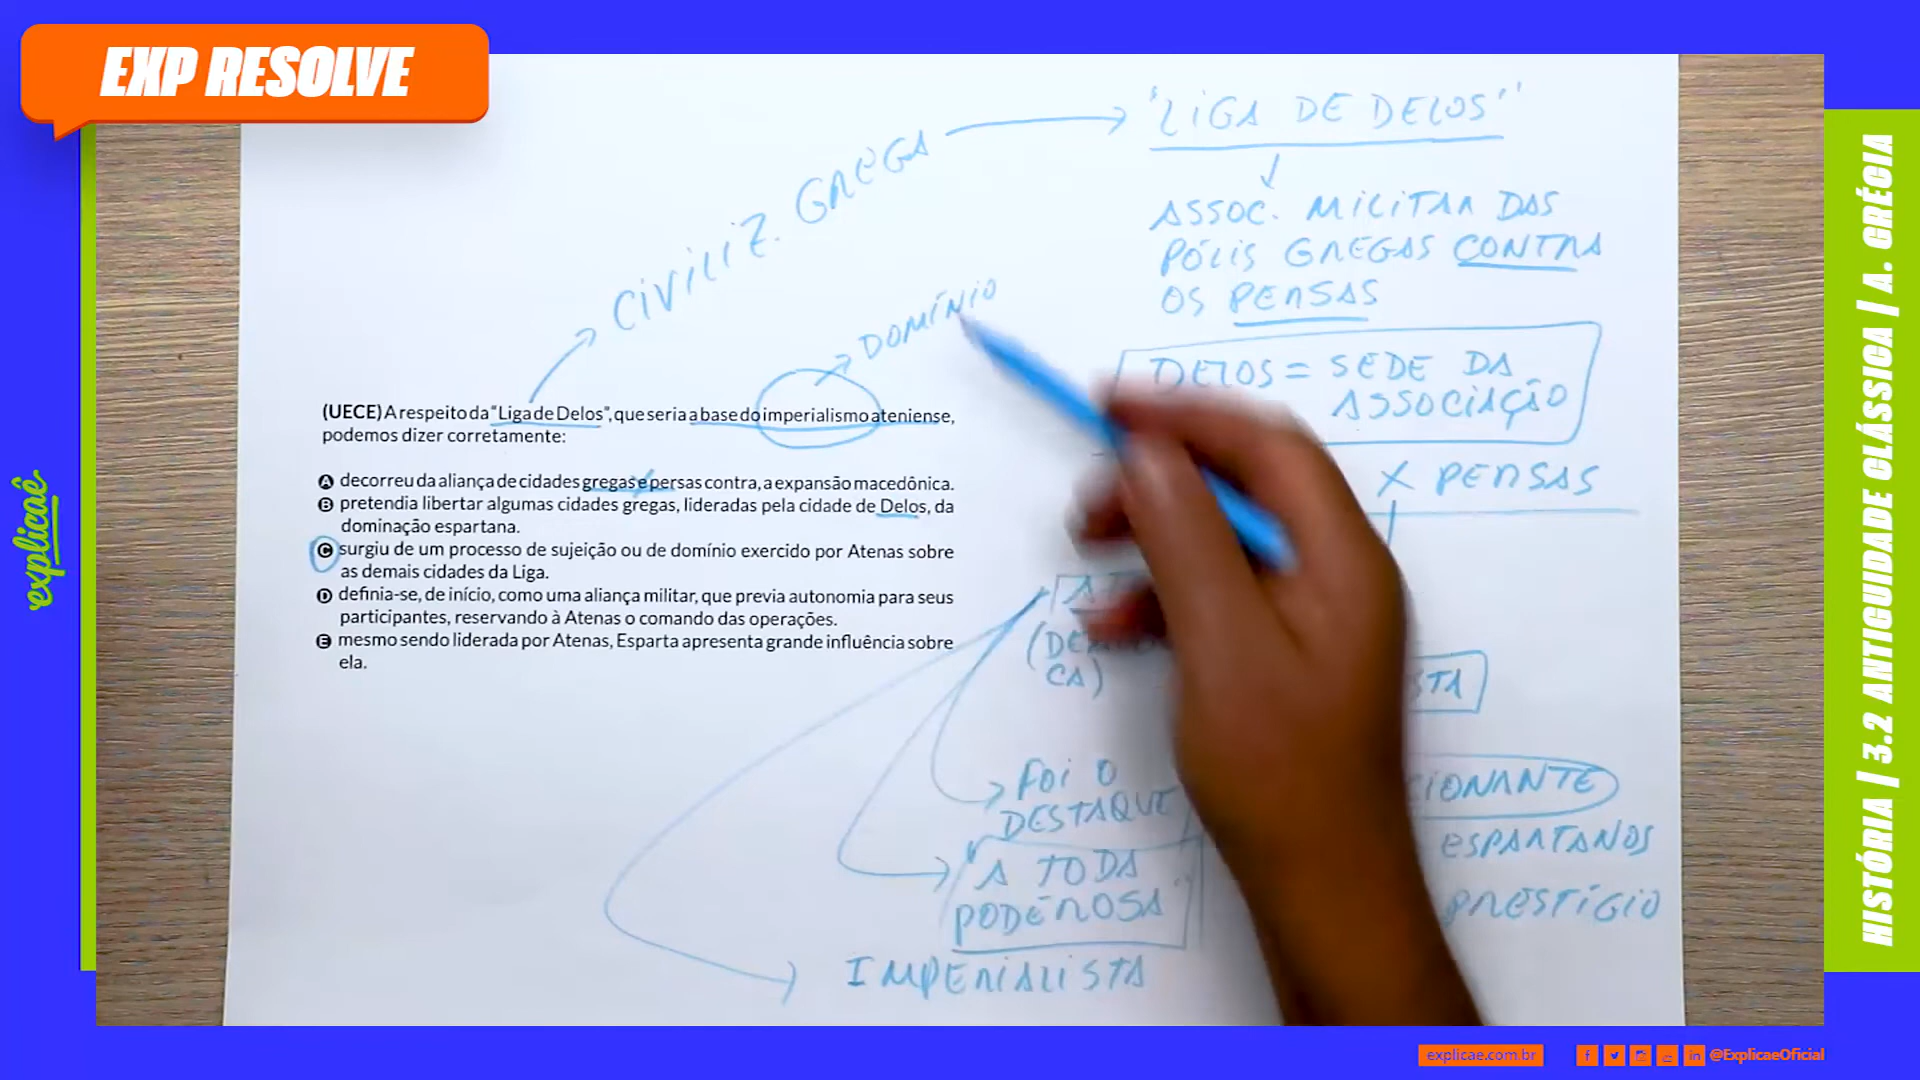 EXP RESOLVE
CIVILIZ. GREGA
"LIGA DE DELOS"
ASSOC. MILITAR DAS
PÓLIS GREGAS CONTRA
OS PERSAS
DOMÍNIO
DELOS = SEDE DA
ASSOCIAÇÃO
X PERSAS
(UECE) A respeito da “Liga de Delos”, que seria a base do imperialismo ateniense,
podemos dizer corretamente:
A decorreu da aliança de cidades gregas e persas contra, a expansão macedônica.
B pretendia libertar algumas cidades gregas, lideradas pela cidade de Delos, da
dominação espartana.
C surgiu de um processo de sujeição ou de domínio exercido por Atenas sobre
as demais cidades da Liga.
D definia-se, de início, como uma aliança militar, que previa autonomia para seus
participantes, reservando à Atenas o comando das operações.
E mesmo sendo liderada por Atenas, Esparta apresenta grande influência sobre
ela.
CA)
FOI O
DESTAQUE
"A TODA
PODEROSA"
IMPERIALISTA
ESPARTANOS
PRESTÍGIO
explicaê
HISTÓRIA | 3.2 ANTIGUIDADE CLÁSSICA | A. GRÉCIA
explicae.com.br
@ExplicaeOficial